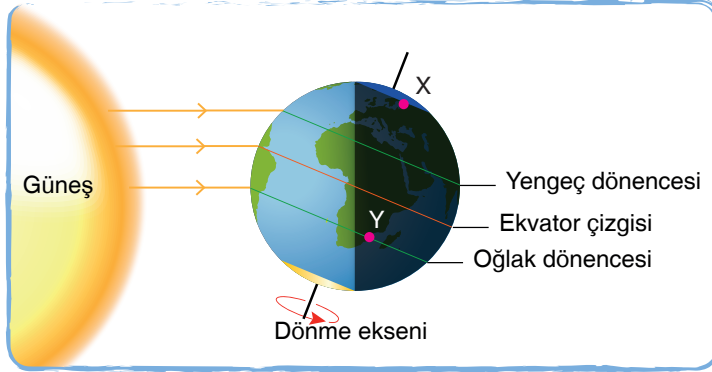 X
Güneş
Yengeç dönencesi
Y
Ekvator çizgisi
Oğlak dönencesi
Dönme ekseni